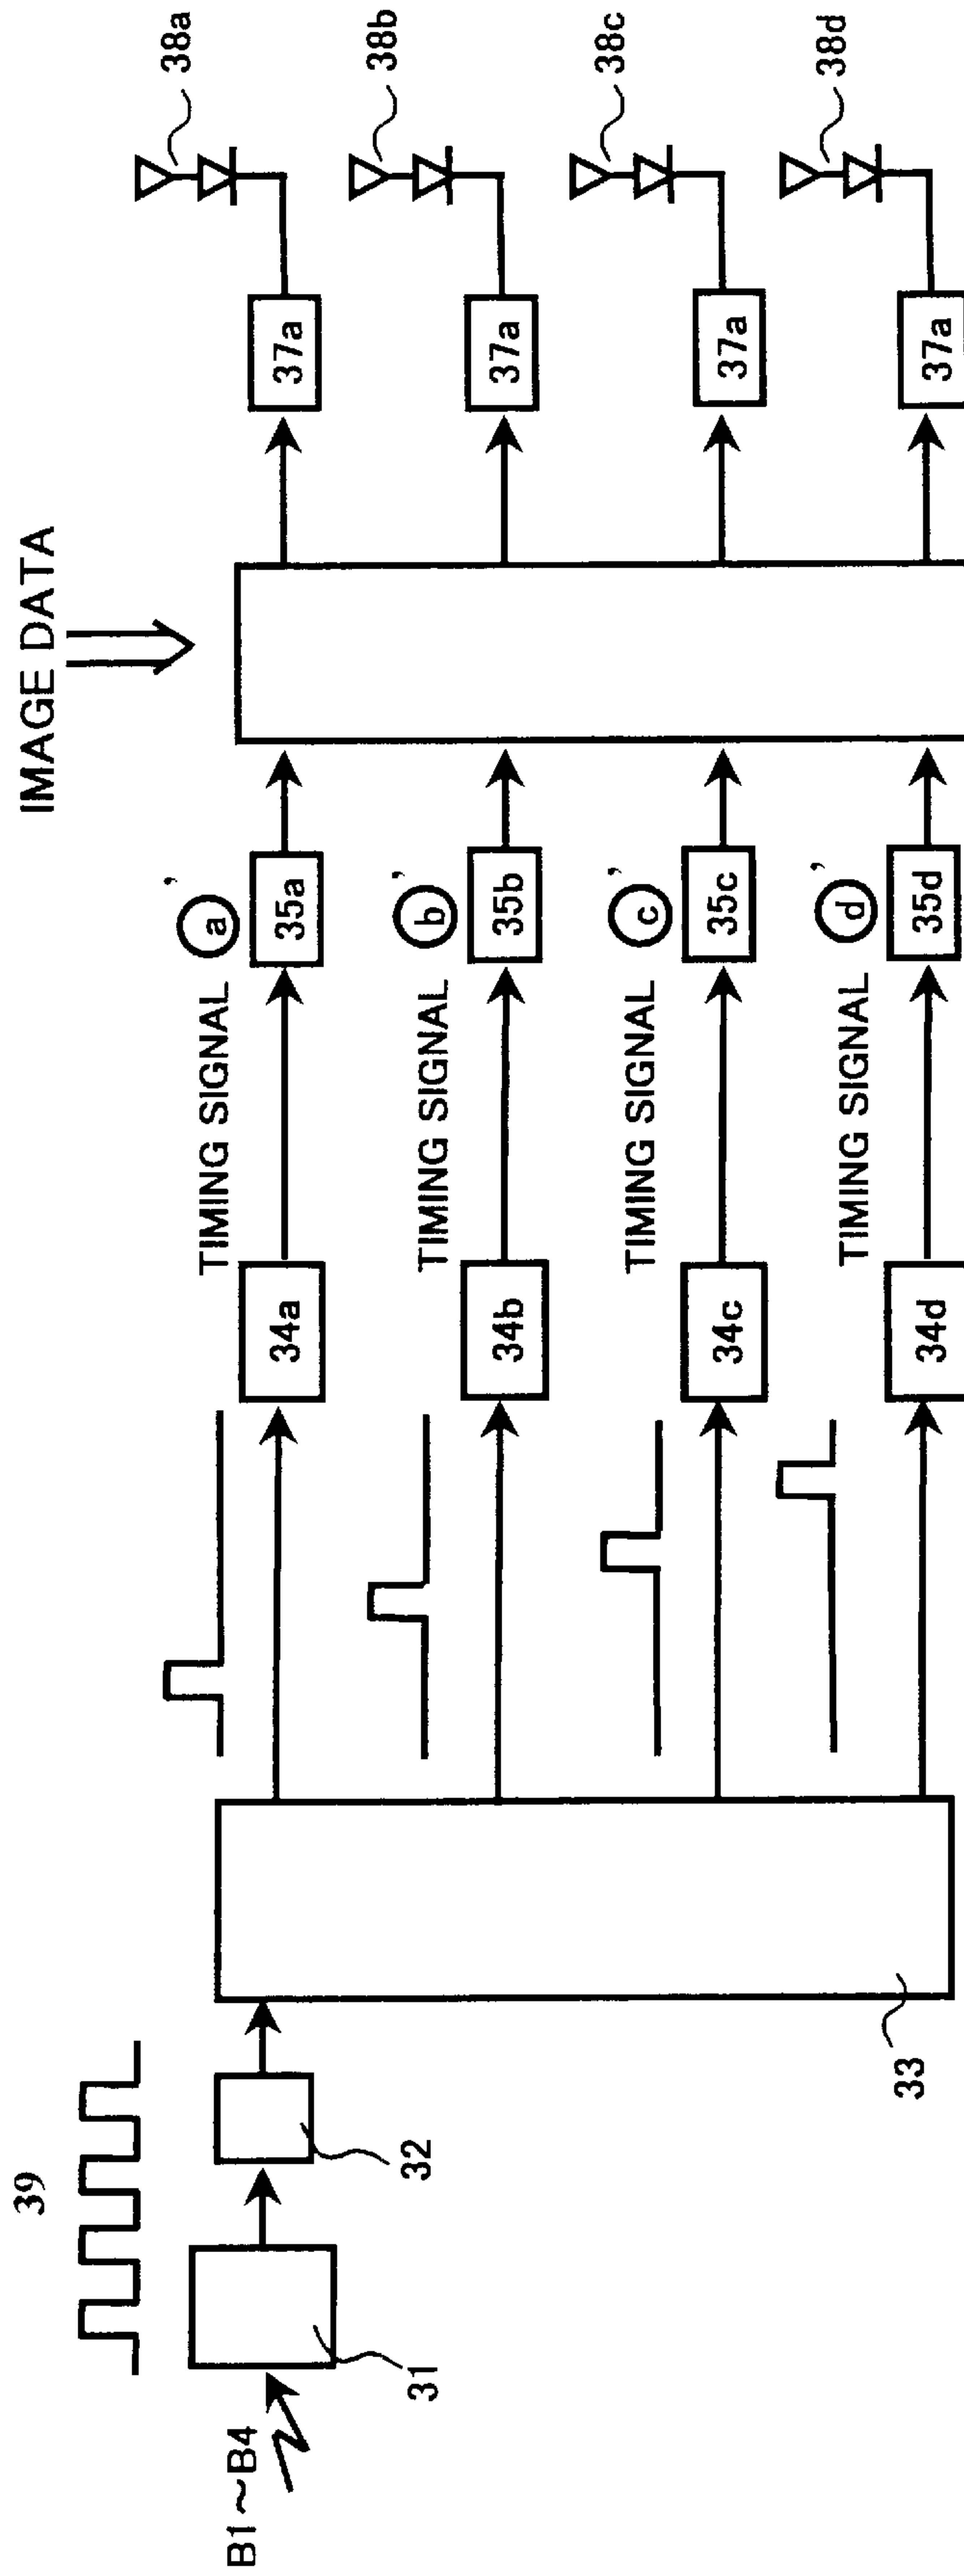 IMAGE DATA
39
B1~B4
31
32
33
34a
TIMING SIGNAL
a'
35a
37a
38a
34b
TIMING SIGNAL
b'
35b
37a
38b
34c
TIMING SIGNAL
c'
35c
37a
38c
34d
TIMING SIGNAL
d'
35d
37a
38d